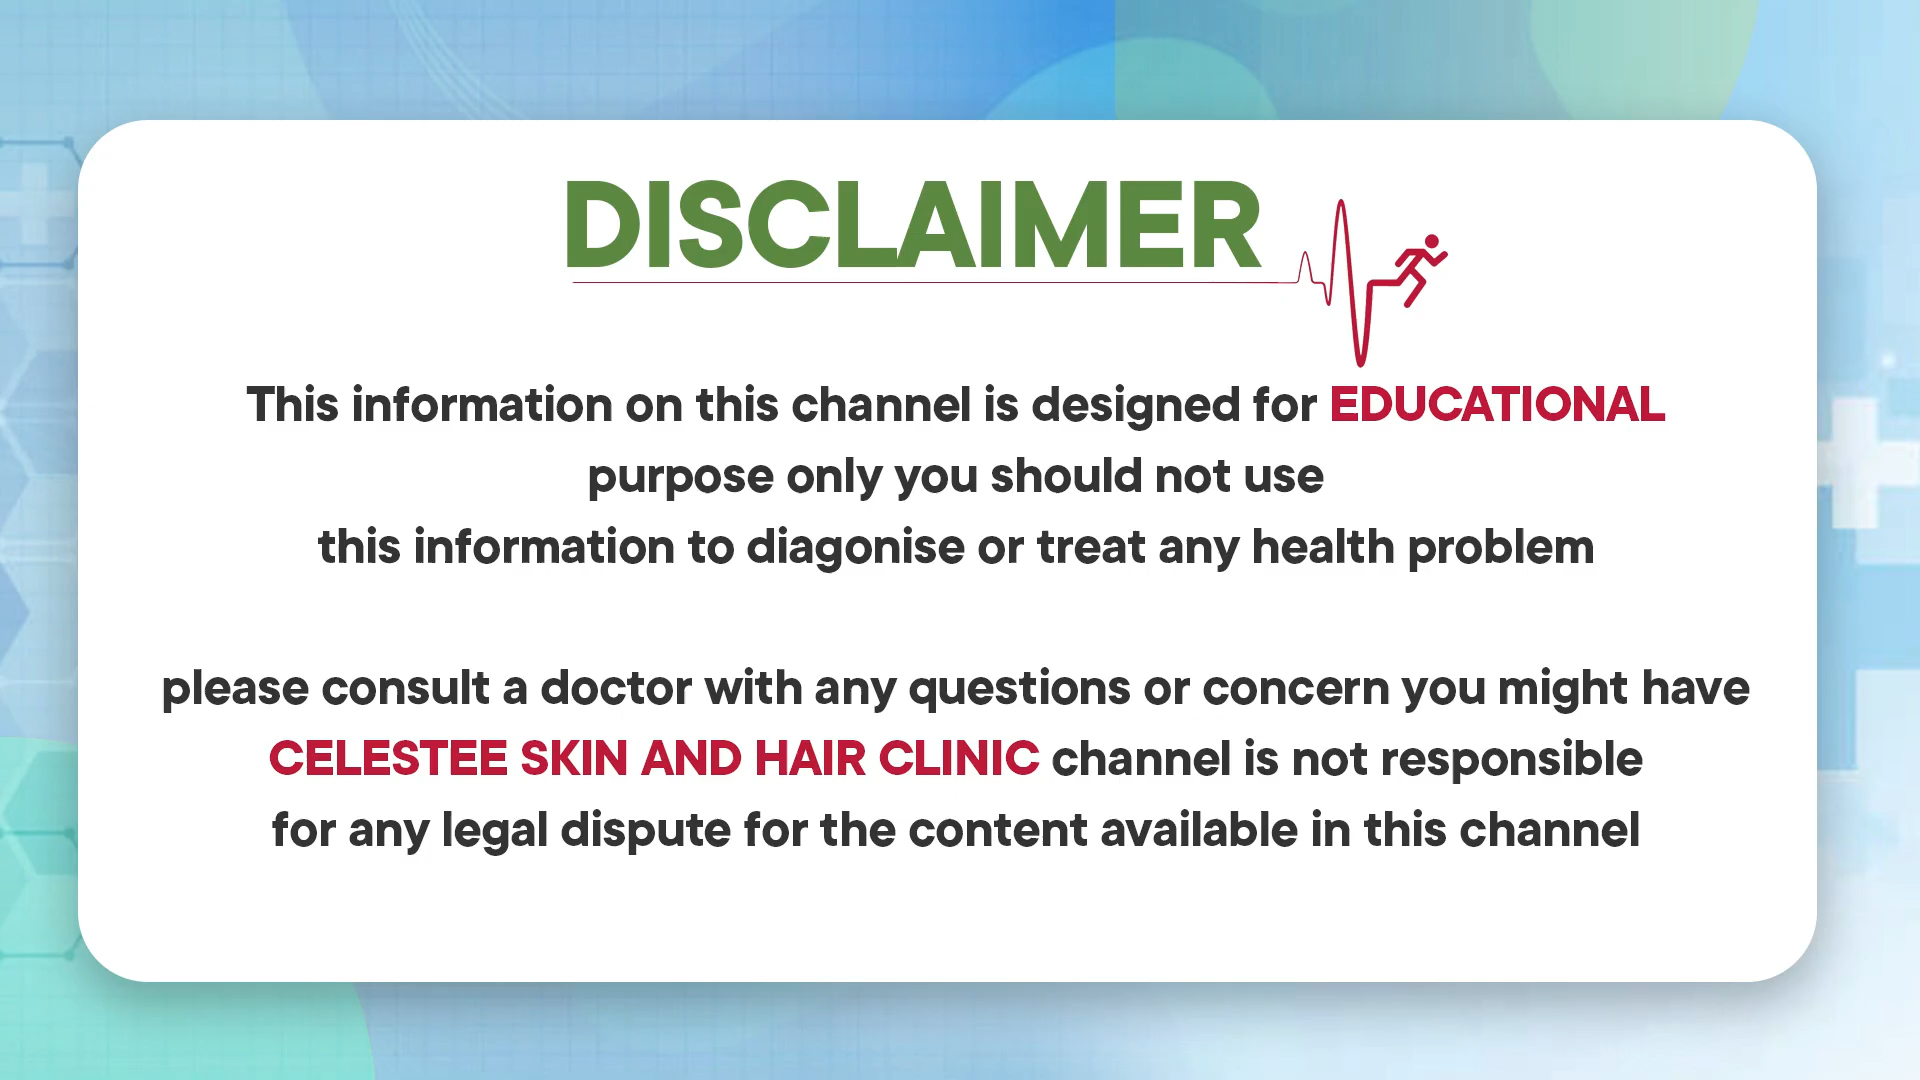 DISCLAIMER
This information on this channel is designed for EDUCATIONAL
purpose only you should not use
this information to diagonise or treat any health problem
please consult a doctor with any questions or concern you might have
CELESTEE SKIN AND HAIR CLINIC channel is not responsible
for any legal dispute for the content available in this channel